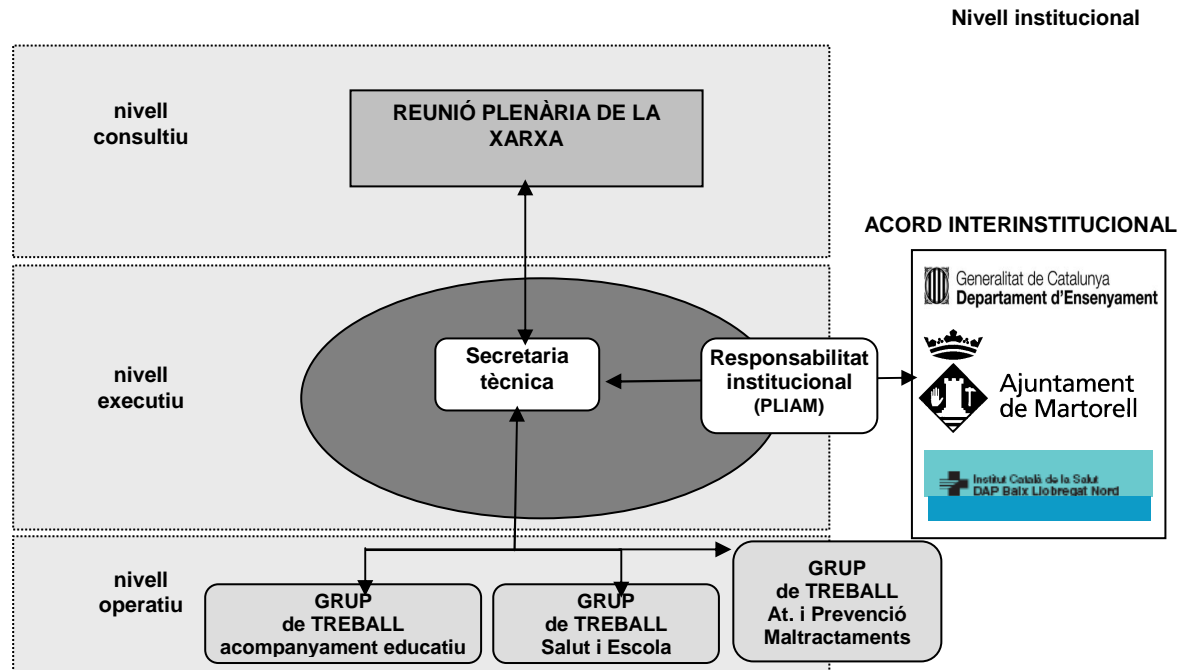 Nivell institucional
nivell
consultiu
REUNIÓ PLENÀRIA DE LA
XARXA
ACORD INTERINSTITUCIONAL
Generalitat de Catalunya
Departament d'Ensenyament
nivell
executiu
Secretaria
tècnica
Responsabilitat
institucional
(PLIAM)
Ajuntament
de Martorell
Institut Català de la Salut
DAP Baix Llobregat Nord
nivell
operatiu
GRUP
de TREBALL
acompanyament educatiu
GRUP
de TREBALL
Salut i Escola
GRUP
de TREBALL
At. i Prevenció
Maltractaments